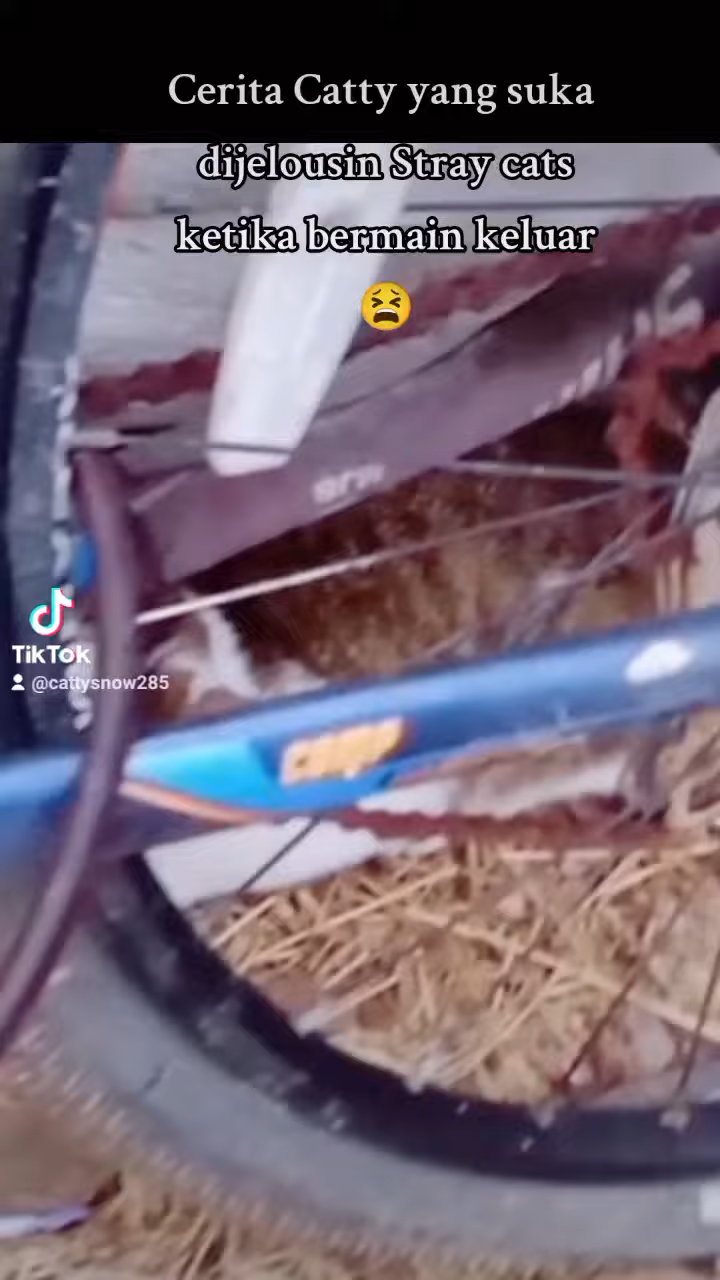 Cerita Catty yang suka
dijelousin Stray cats
ketika bermain keluar
😫
TikTok
@cattysnow285